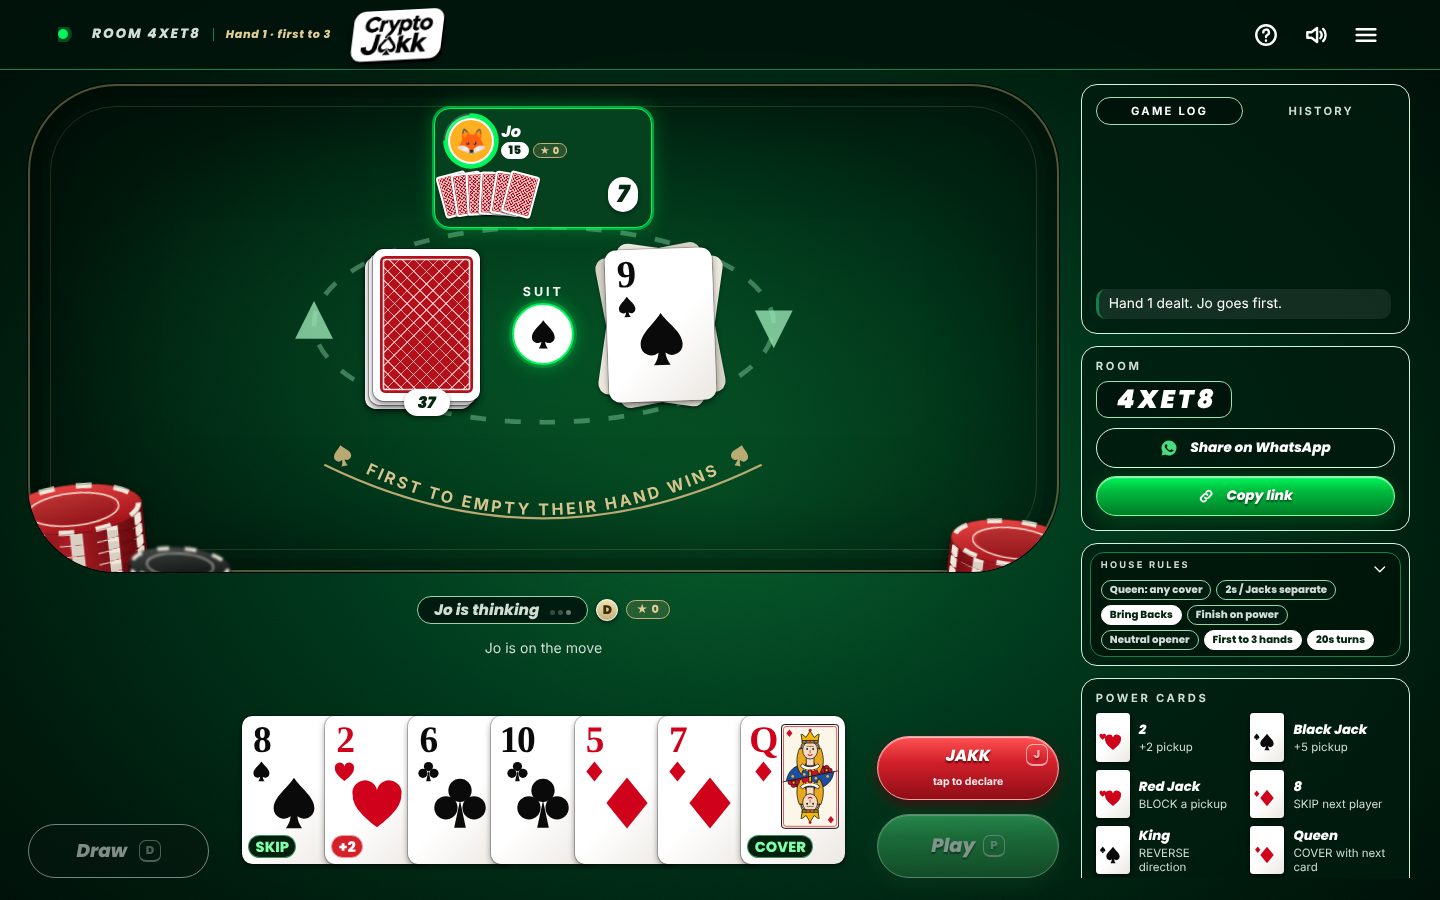 ROOM 4XET8
Hand 1 · first to 3
Crypto
Jakk
Jo
15
★ 0
7
SUIT
9
37
FIRST TO EMPTY THEIR HAND WINS
Jo is thinking
D
★ 0
Jo is on the move
8
SKIP
2
+2
6
10
5
7
Q
COVER
Draw D
JAKK J
tap to declare
Play P
GAME LOG
HISTORY
Hand 1 dealt. Jo goes first.
ROOM
4XET8
Share on WhatsApp
Copy link
HOUSE RULES
Queen: any cover
2s / Jacks separate
Bring Backs
Finish on power
Neutral opener
First to 3 hands
20s turns
POWER CARDS
2
+2 pickup
Black Jack
+5 pickup
Red Jack
BLOCK a pickup
8
SKIP next player
King
REVERSE
direction
Queen
COVER with next
card